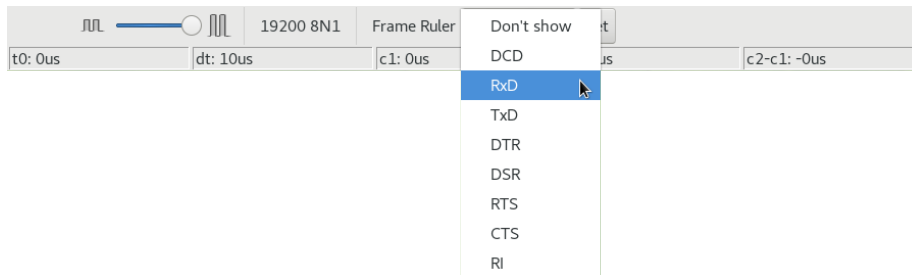 19200 8N1 Frame Ruler Don't show
t0: 0us dt: 10us c1: 0us DCD c2-c1: -0us
RxD
TxD
DTR
DSR
RTS
CTS
RI